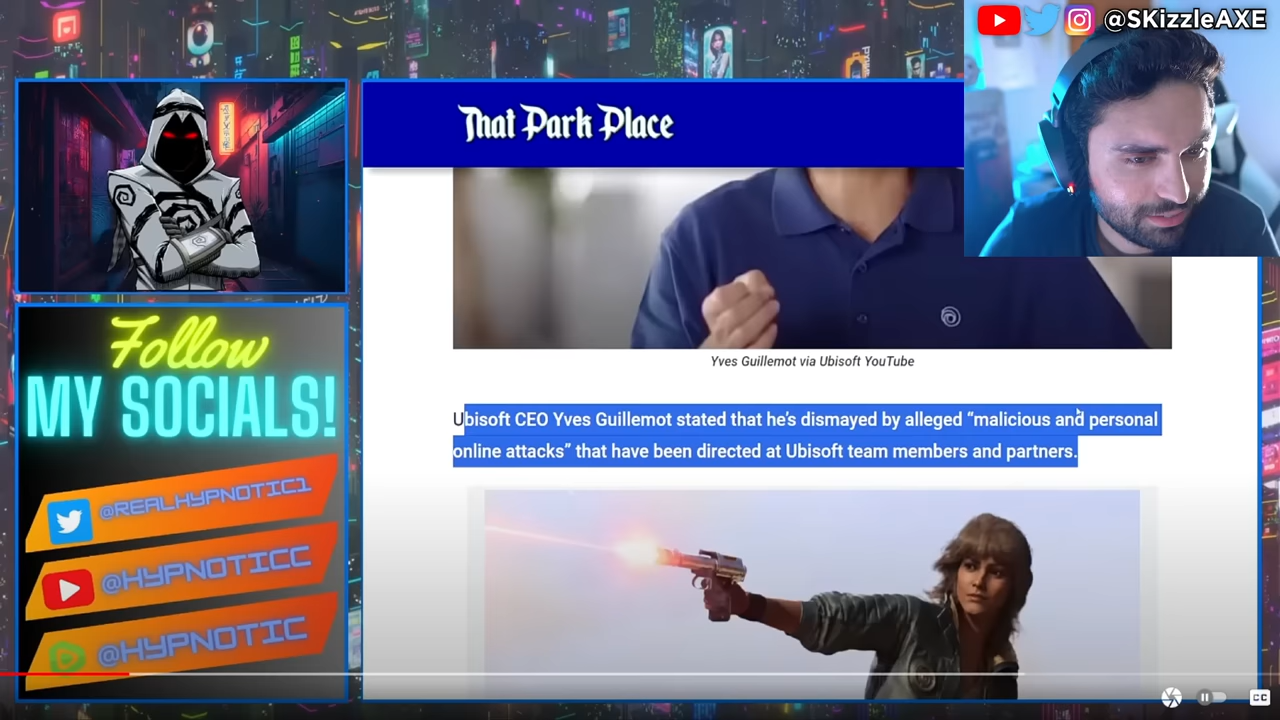 @SKizzleAXE
That Park Place
Yves Guillemot via Ubisoft YouTube
Ubisoft CEO Yves Guillemot stated that he's dismayed by alleged “malicious and personal
online attacks” that have been directed at Ubisoft team members and partners.
Follow
MY SOCIALS!
@REALHYPNOTIC1
@HYPNOTICC
@HYPNOTIC
CC